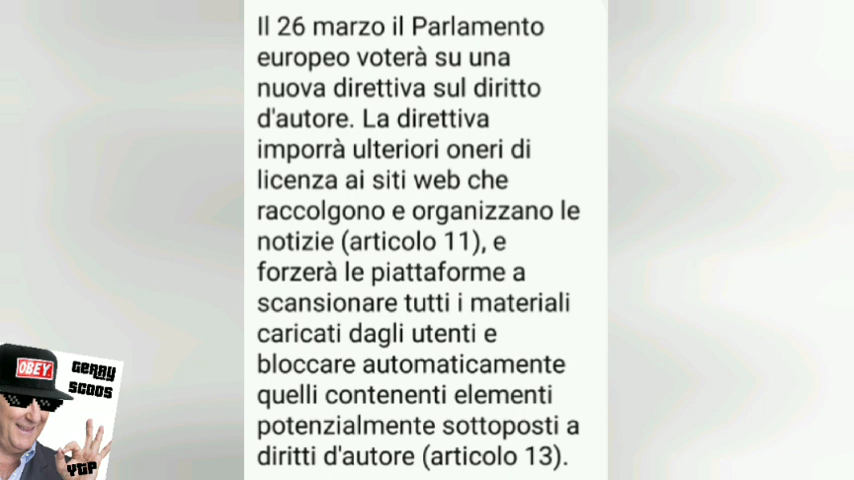 Il 26 marzo il Parlamento
europeo voterà su una
nuova direttiva sul diritto
d'autore. La direttiva
imporrà ulteriori oneri di
licenza ai siti web che
raccolgono e organizzano le
notizie (articolo 11), e
forzerà le piattaforme a
scansionare tutti i materiali
caricati dagli utenti e
bloccare automaticamente
quelli contenenti elementi
potenzialmente sottoposti a
diritti d'autore (articolo 13).
OBEY
GERRY
SCOOS
YTP